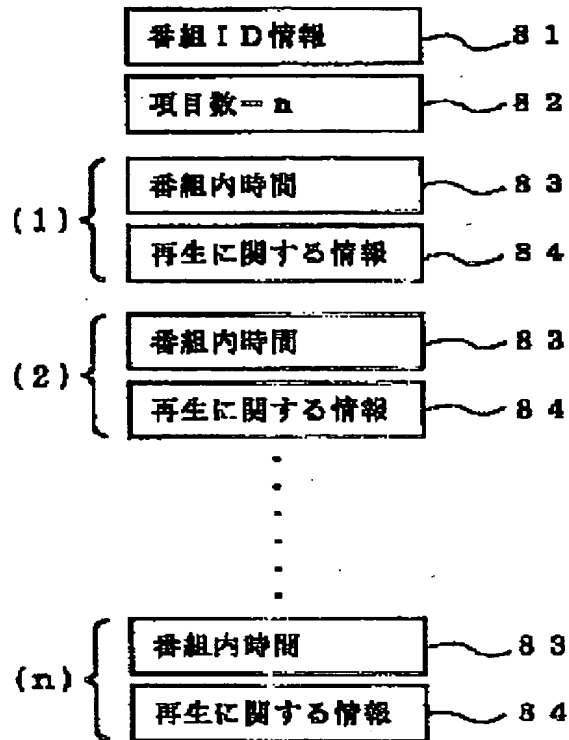 番組ID情報 81
項目数=n 82
番組内時間 83
(1)
再生に関する情報 84
番組内時間 83
(2)
再生に関する情報 84
番組内時間 83
(n)
再生に関する情報 84